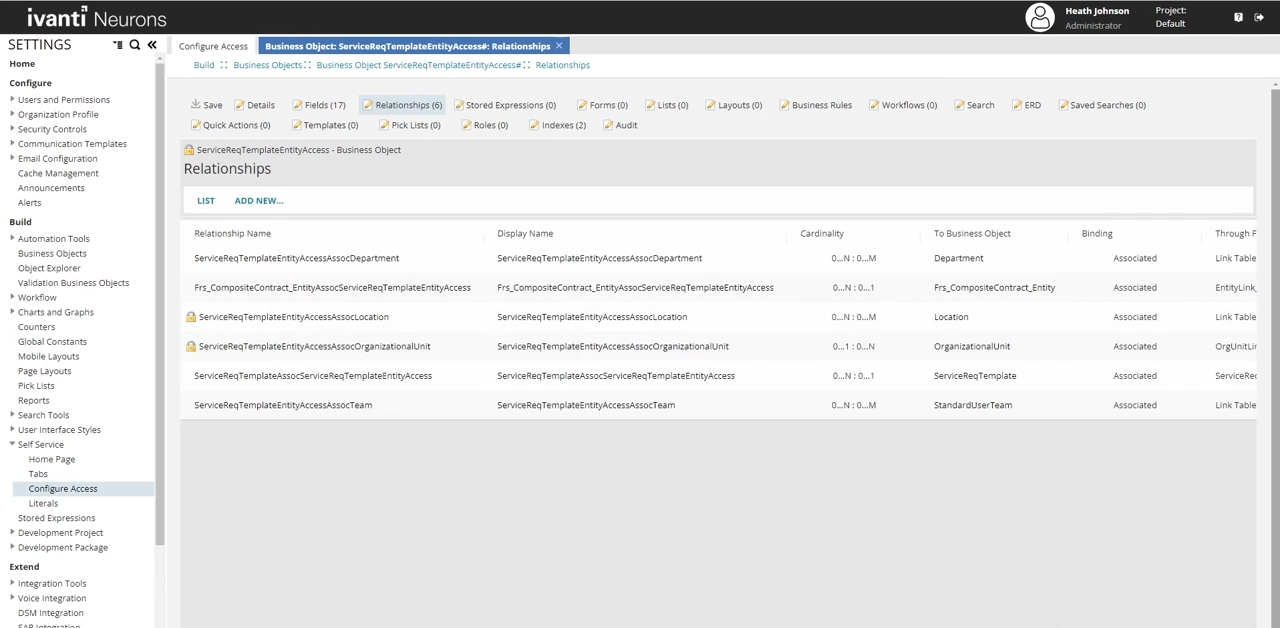 ivanti Neurons
Heath Johnson
Administrator
Project:
Default
SETTINGS
Configure Access
Business Object: ServiceReqTemplateEntityAccess#: Relationships
Build :: Business Objects :: Business Object ServiceReqTemplateEntityAccess# :: Relationships
Home
Configure
Users and Permissions
Organization Profile
Security Controls
Communication Templates
Email Configuration
Cache Management
Announcements
Alerts
Build
Automation Tools
Business Objects
Object Explorer
Validation Business Objects
Workflow
Charts and Graphs
Counters
Global Constants
Mobile Layouts
Page Layouts
Pick Lists
Reports
Search Tools
User Interface Styles
Self Service
Home Page
Tabs
Configure Access
Literals
Stored Expressions
Development Project
Development Package
Extend
Integration Tools
Voice Integration
DSM Integration
SAP Integration
Save Details Fields (17) Relationships (6) Stored Expressions (0) Forms (0) Lists (0) Layouts (0) Business Rules Workflows (0) Search ERD Saved Searches (0)
Quick Actions (0) Templates (0) Pick Lists (0) Roles (0) Indexes (2) Audit
ServiceReqTemplateEntityAccess - Business Object
Relationships
LIST ADD NEW...
Relationship Name Display Name Cardinality To Business Object Binding Through F
ServiceReqTemplateEntityAccessAssocDepartment ServiceReqTemplateEntityAccessAssocDepartment 0...N : 0...M Department Associated Link Table
Frs_CompositeContract_EntityAssocServiceReqTemplateEntityAccess Frs_CompositeContract_EntityAssocServiceReqTemplateEntityAccess 0...N : 0...1 Frs_CompositeContract_Entity Associated EntityLink_
ServiceReqTemplateEntityAccessAssocLocation ServiceReqTemplateEntityAccessAssocLocation 0...N : 0...M Location Associated Link Table
ServiceReqTemplateEntityAccessAssocOrganizationalUnit ServiceReqTemplateEntityAccessAssocOrganizationalUnit 0...1 : 0...N OrganizationalUnit Associated OrgUnitLin
ServiceReqTemplateAssocServiceReqTemplateEntityAccess ServiceReqTemplateAssocServiceReqTemplateEntityAccess 0...N : 0...1 ServiceReqTemplate Associated ServiceReq
ServiceReqTemplateEntityAccessAssocTeam ServiceReqTemplateEntityAccessAssocTeam 0...N : 0...M StandardUserTeam Associated Link Table